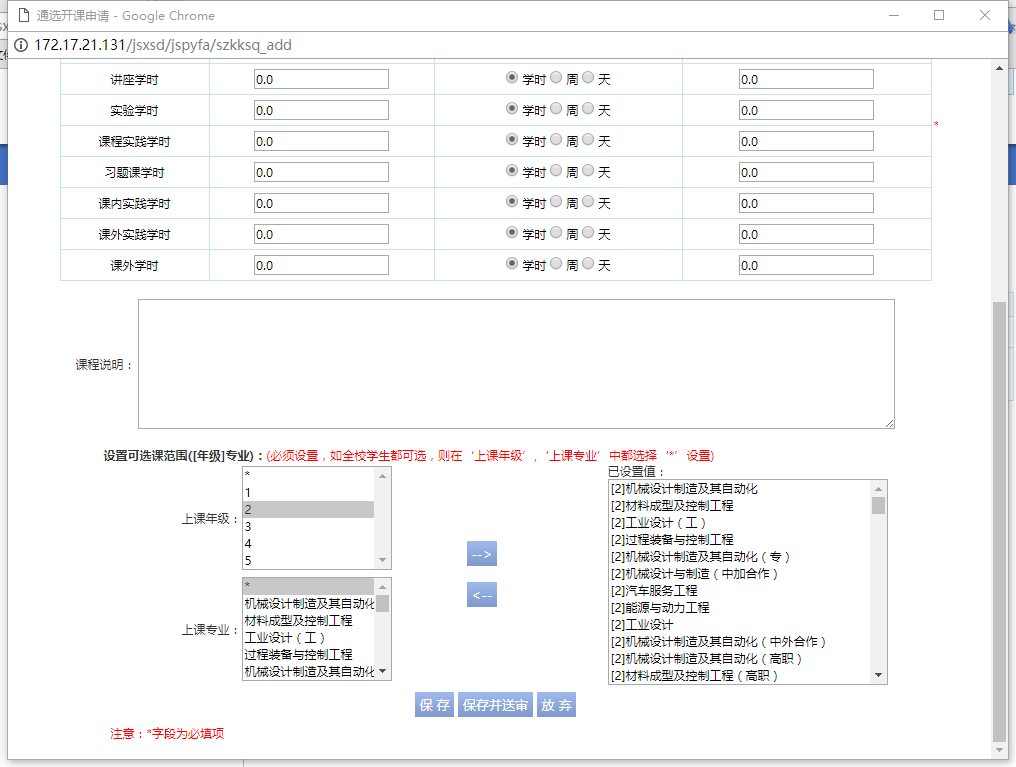 通选开课申请 - Google Chrome
172.17.21.131/jsxsd/jspyfa/szkksq_add
讲座学时 0.0 学时 周 天 0.0
实验学时 0.0 学时 周 天 0.0
*
课程实践学时 0.0 学时 周 天 0.0
习题课学时 0.0 学时 周 天 0.0
课内实践学时 0.0 学时 周 天 0.0
课外实践学时 0.0 学时 周 天 0.0
课外学时 0.0 学时 周 天 0.0
课程说明：
设置可选课范围([年级]专业)：(必须设置，如全校学生都可选，则在‘上课年级’，‘上课专业’中都选择‘*’设置)
上课年级：
*
1
2
3
4
5
上课专业：
*
机械设计制造及其自动化
材料成型及控制工程
工业设计（工）
过程装备与控制工程
机械设计制造及其自动化
-->
<--
已设置值：
[2]机械设计制造及其自动化
[2]材料成型及控制工程
[2]工业设计（工）
[2]过程装备与控制工程
[2]机械设计制造及其自动化（专）
[2]机械设计与制造（中加合作）
[2]汽车服务工程
[2]能源与动力工程
[2]工业设计
[2]机械设计制造及其自动化（中外合作）
[2]机械设计制造及其自动化（高职）
[2]材料成型及控制工程（高职）
保 存 保存并送审 放 弃
注意：*字段为必填项